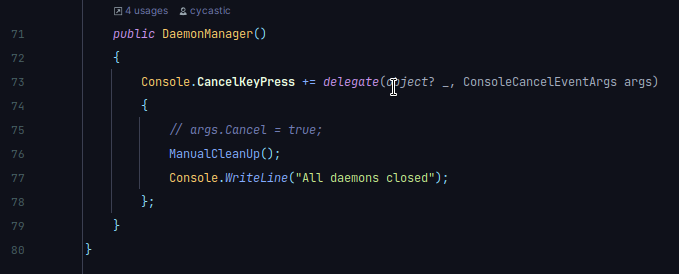 4 usages cycastic
71 public DaemonManager()
72 {
73 Console.CancelKeyPress += delegate(object? _, ConsoleCancelEventArgs args)
74 {
75 // args.Cancel = true;
76 ManualCleanUp();
77 Console.WriteLine("All daemons closed");
78 };
79 }
80 }